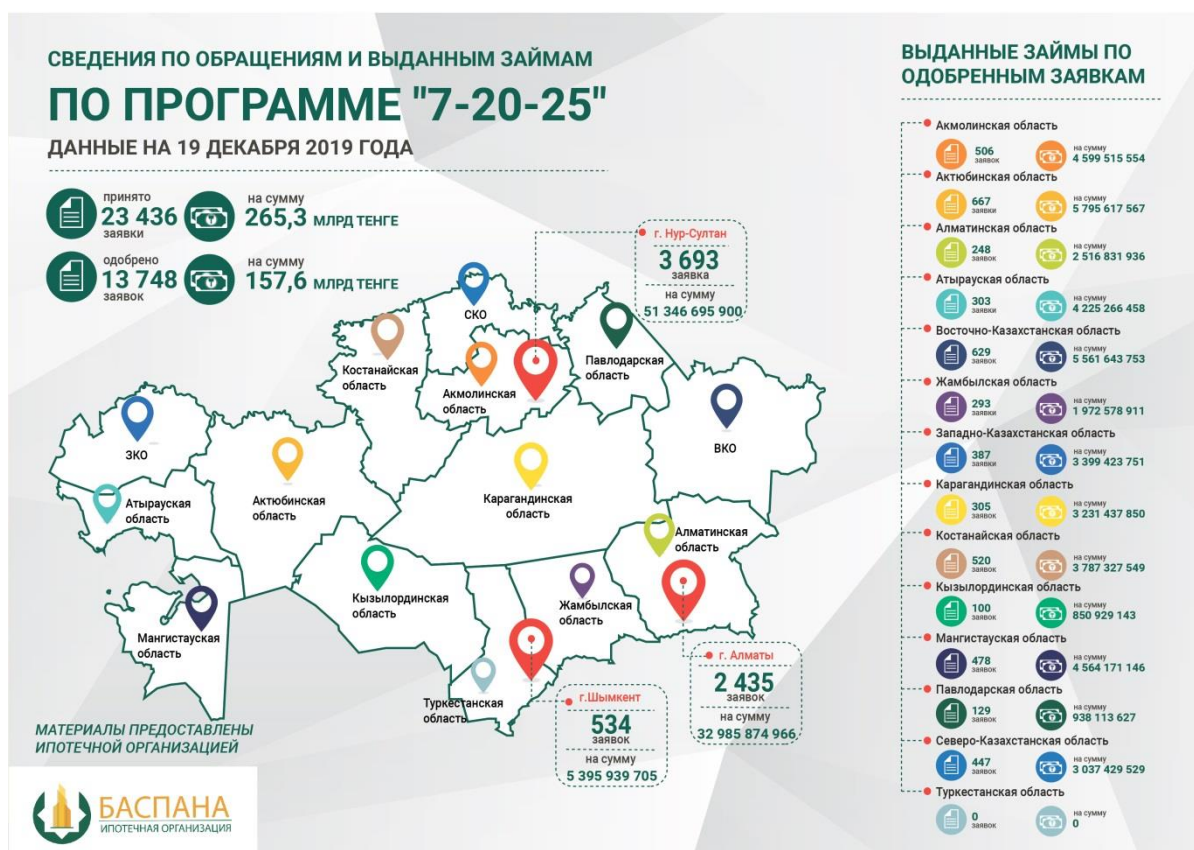 СВЕДЕНИЯ ПО ОБРАЩЕНИЯМ И ВЫДАННЫМ ЗАЙМАМ
ПО ПРОГРАММЕ "7-20-25"
ДАННЫЕ НА 19 ДЕКАБРЯ 2019 ГОДА
принято
23 436
заявки
на сумму
265,3 МЛРД ТЕНГЕ
одобрено
13 748
заявок
на сумму
157,6 МЛРД ТЕНГЕ
г. Нур-Султан
3 693
заявка
на сумму
51 346 695 900
СКО
Костанайская
область
Акмолинская
область
Павлодарская
область
ЗКО
ВКО
Атырауская
область
Актюбинская
область
Карагандинская
область
Алматинская
область
Кызылординская
область
Жамбылская
область
Мангистауская
область
Туркестанская
область
г. Алматы
2 435
заявок
на сумму
32 985 874 966
г.Шымкент
534
заявок
на сумму
5 395 939 705
МАТЕРИАЛЫ ПРЕДОСТАВЛЕНЫ
ИПОТЕЧНОЙ ОРГАНИЗАЦИЕЙ
БАСПАНА
ИПОТЕЧНАЯ ОРГАНИЗАЦИЯ
ВЫДАННЫЕ ЗАЙМЫ ПО
ОДОБРЕННЫМ ЗАЯВКАМ
Акмолинская область
506
заявок
на сумму
4 599 515 554
Актюбинская область
667
заявки
на сумму
5 795 617 567
Алматинская область
248
заявок
на сумму
2 516 831 936
Атырауская область
303
заявки
на сумму
4 225 266 458
Восточно-Казахстанская область
629
заявок
на сумму
5 561 643 753
Жамбылская область
293
заявки
на сумму
1 972 578 911
Западно-Казахстанская область
387
заявки
на сумму
3 399 423 751
Карагандинская область
305
заявок
на сумму
3 231 437 850
Костанайская область
520
заявок
на сумму
3 787 327 549
Кызылординская область
100
заявок
на сумму
850 929 143
Мангистауская область
478
заявок
на сумму
4 564 171 146
Павлодарская область
129
заявок
на сумму
938 113 627
Северо-Казахстанская область
447
заявок
на сумму
3 037 429 529
Туркестанская область
0
заявок
на сумму
0